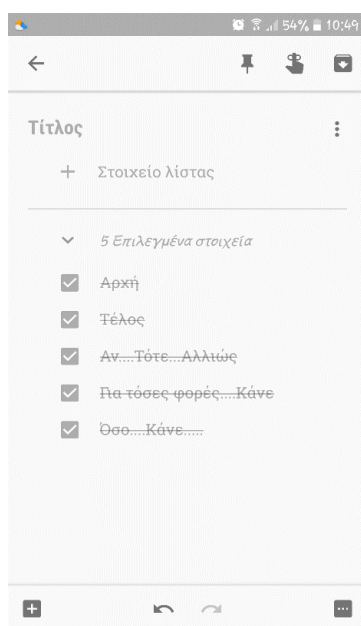 54% 10:49
Τίτλος
+ Στοιχείο λίστας
5 Επιλεγμένα στοιχεία
Αρχή
Τέλος
Αν....Τότε...Αλλιώς
Για τόσες φορές....Κάνε
Όσο....Κάνε.....